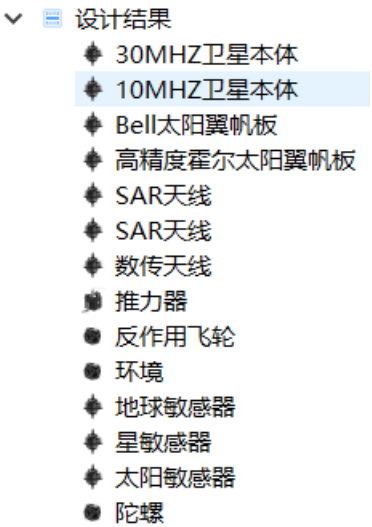 设计结果
30MHZ卫星本体
10MHZ卫星本体
Bell太阳翼帆板
高精度霍尔太阳翼帆板
SAR天线
SAR天线
数传天线
推力器
反作用飞轮
环境
地球敏感器
星敏感器
太阳敏感器
陀螺